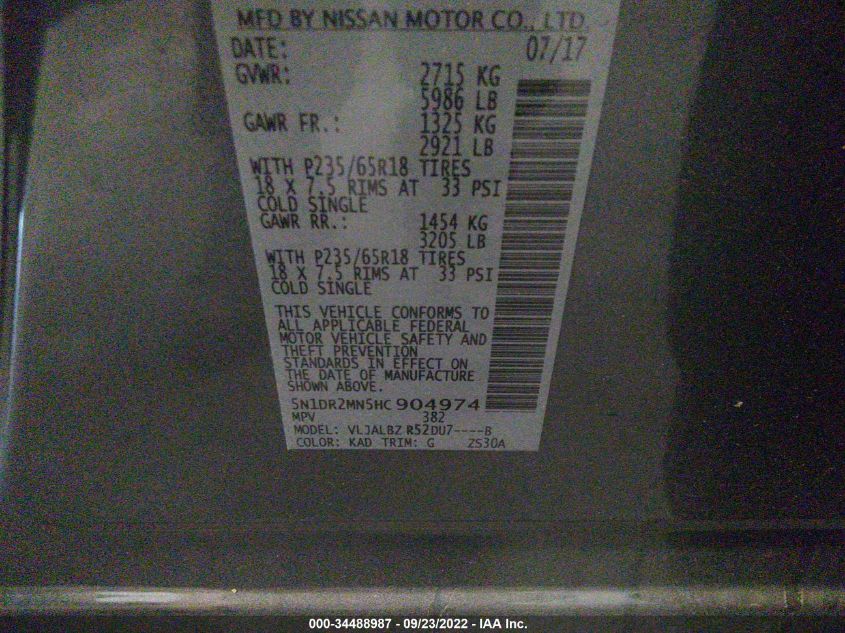 MFD BY NISSAN MOTOR CO., LTD.
DATE: 07/17
GVWR: 2715 KG
5986 LB
GAWR FR.: 1325 KG
2921 LB
WITH P235/65R18 TIRES
18 X 7.5 RIMS AT 33 PSI
COLD SINGLE
GAWR RR.: 1454 KG
3205 LB
WITH P235/65R18 TIRES
18 X 7.5 RIMS AT 33 PSI
COLD SINGLE
THIS VEHICLE CONFORMS TO
ALL APPLICABLE FEDERAL
MOTOR VEHICLE SAFETY AND
THEFT PREVENTION
STANDARDS IN EFFECT ON
THE DATE OF MANUFACTURE
SHOWN ABOVE.
5N1DR2MN5HC904974
MPV 382
MODEL: VLJALBZ R52DU7----B
COLOR: KAD TRIM: G ZS30A
000-34488987 - 09/23/2022 - IAA Inc.